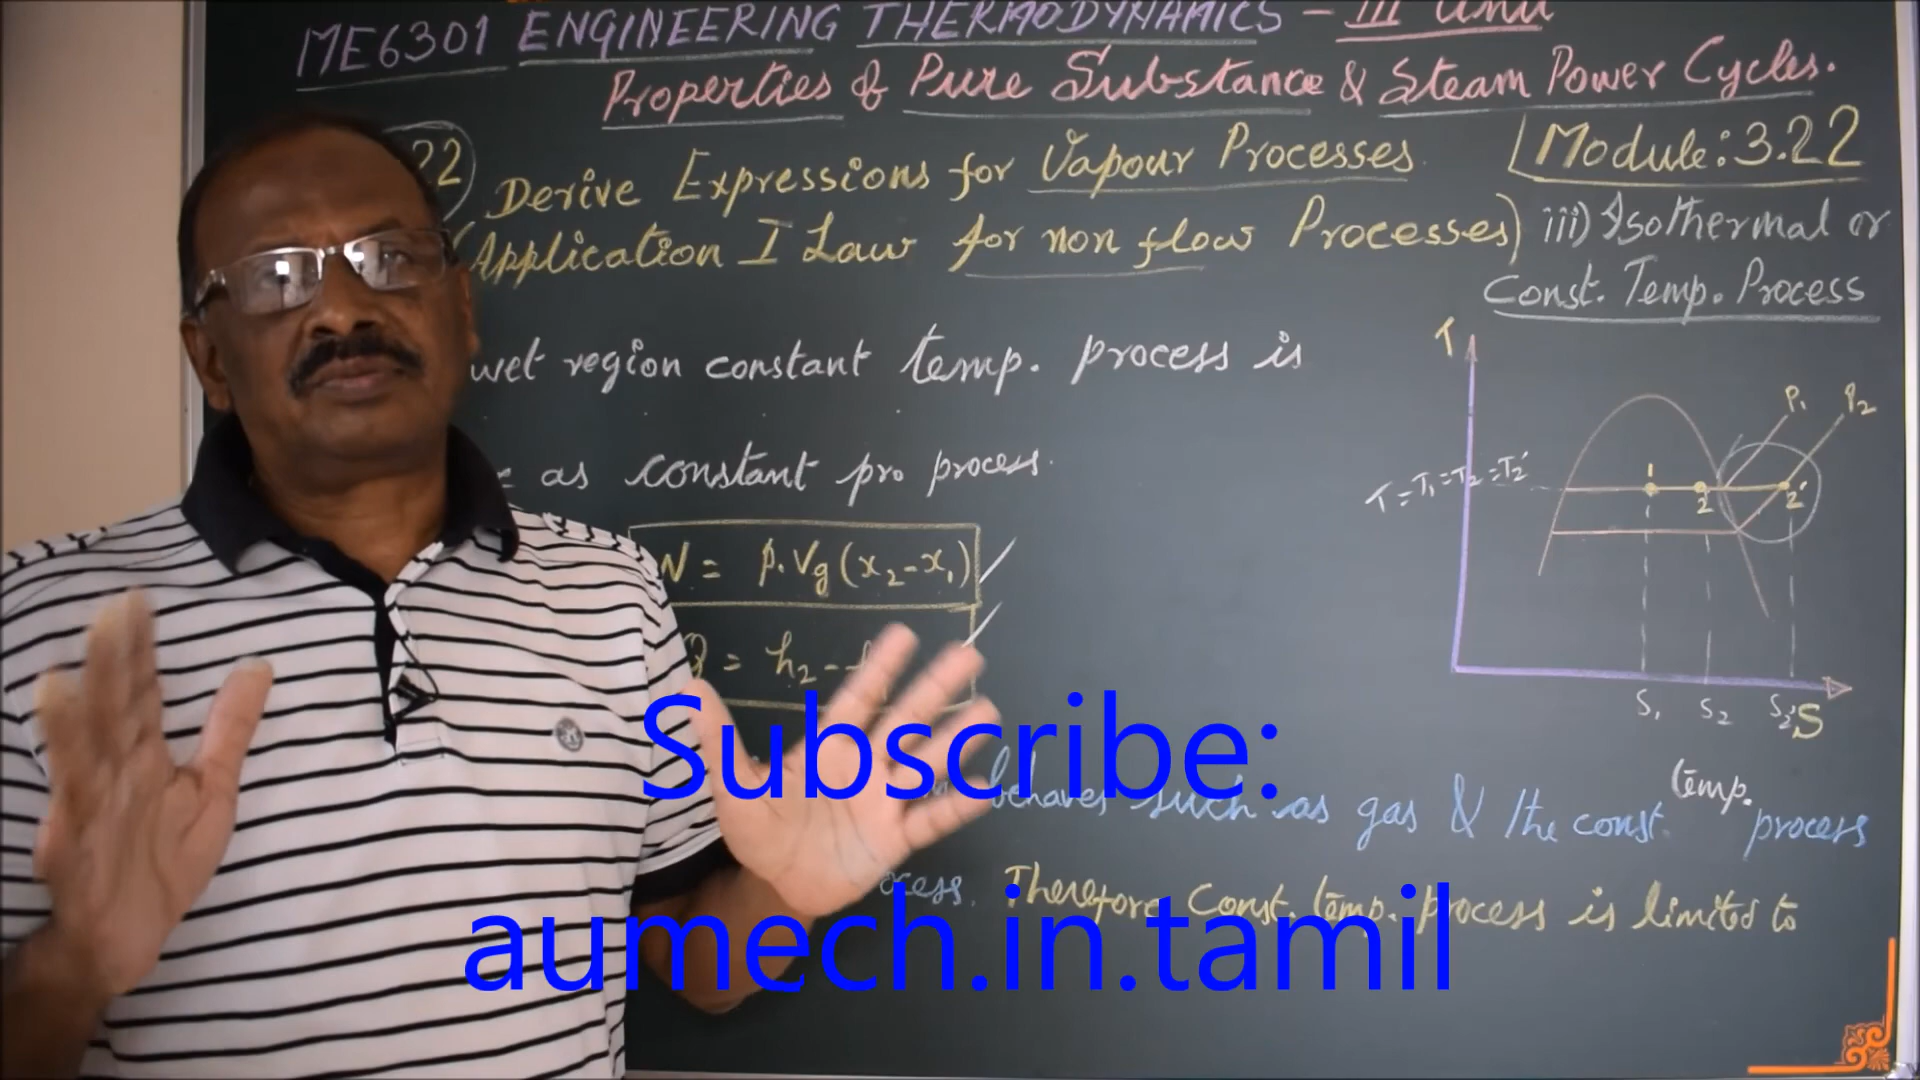 ME6301 ENGINEERING THERMODYNAMICS - III Unit
Properties of Pure Substance & Steam Power Cycles.
22 Derive Expressions for Vapour Processes
Module: 3.22
(Application I Law for non flow Processes)
iii) Isothermal or
Const. Temp. Process
wet region constant temp. process is
as constant pro process.
W = p.Vg(x2-x1)
Q = h2-
T
P1 P2
T=T1=T2=T2'
1 2 2'
S1 S2 S2' S
behaves such as gas & the const. temp. process
Therefore Const. temp. process is limited to
Subscribe:
aumech.in.tamil